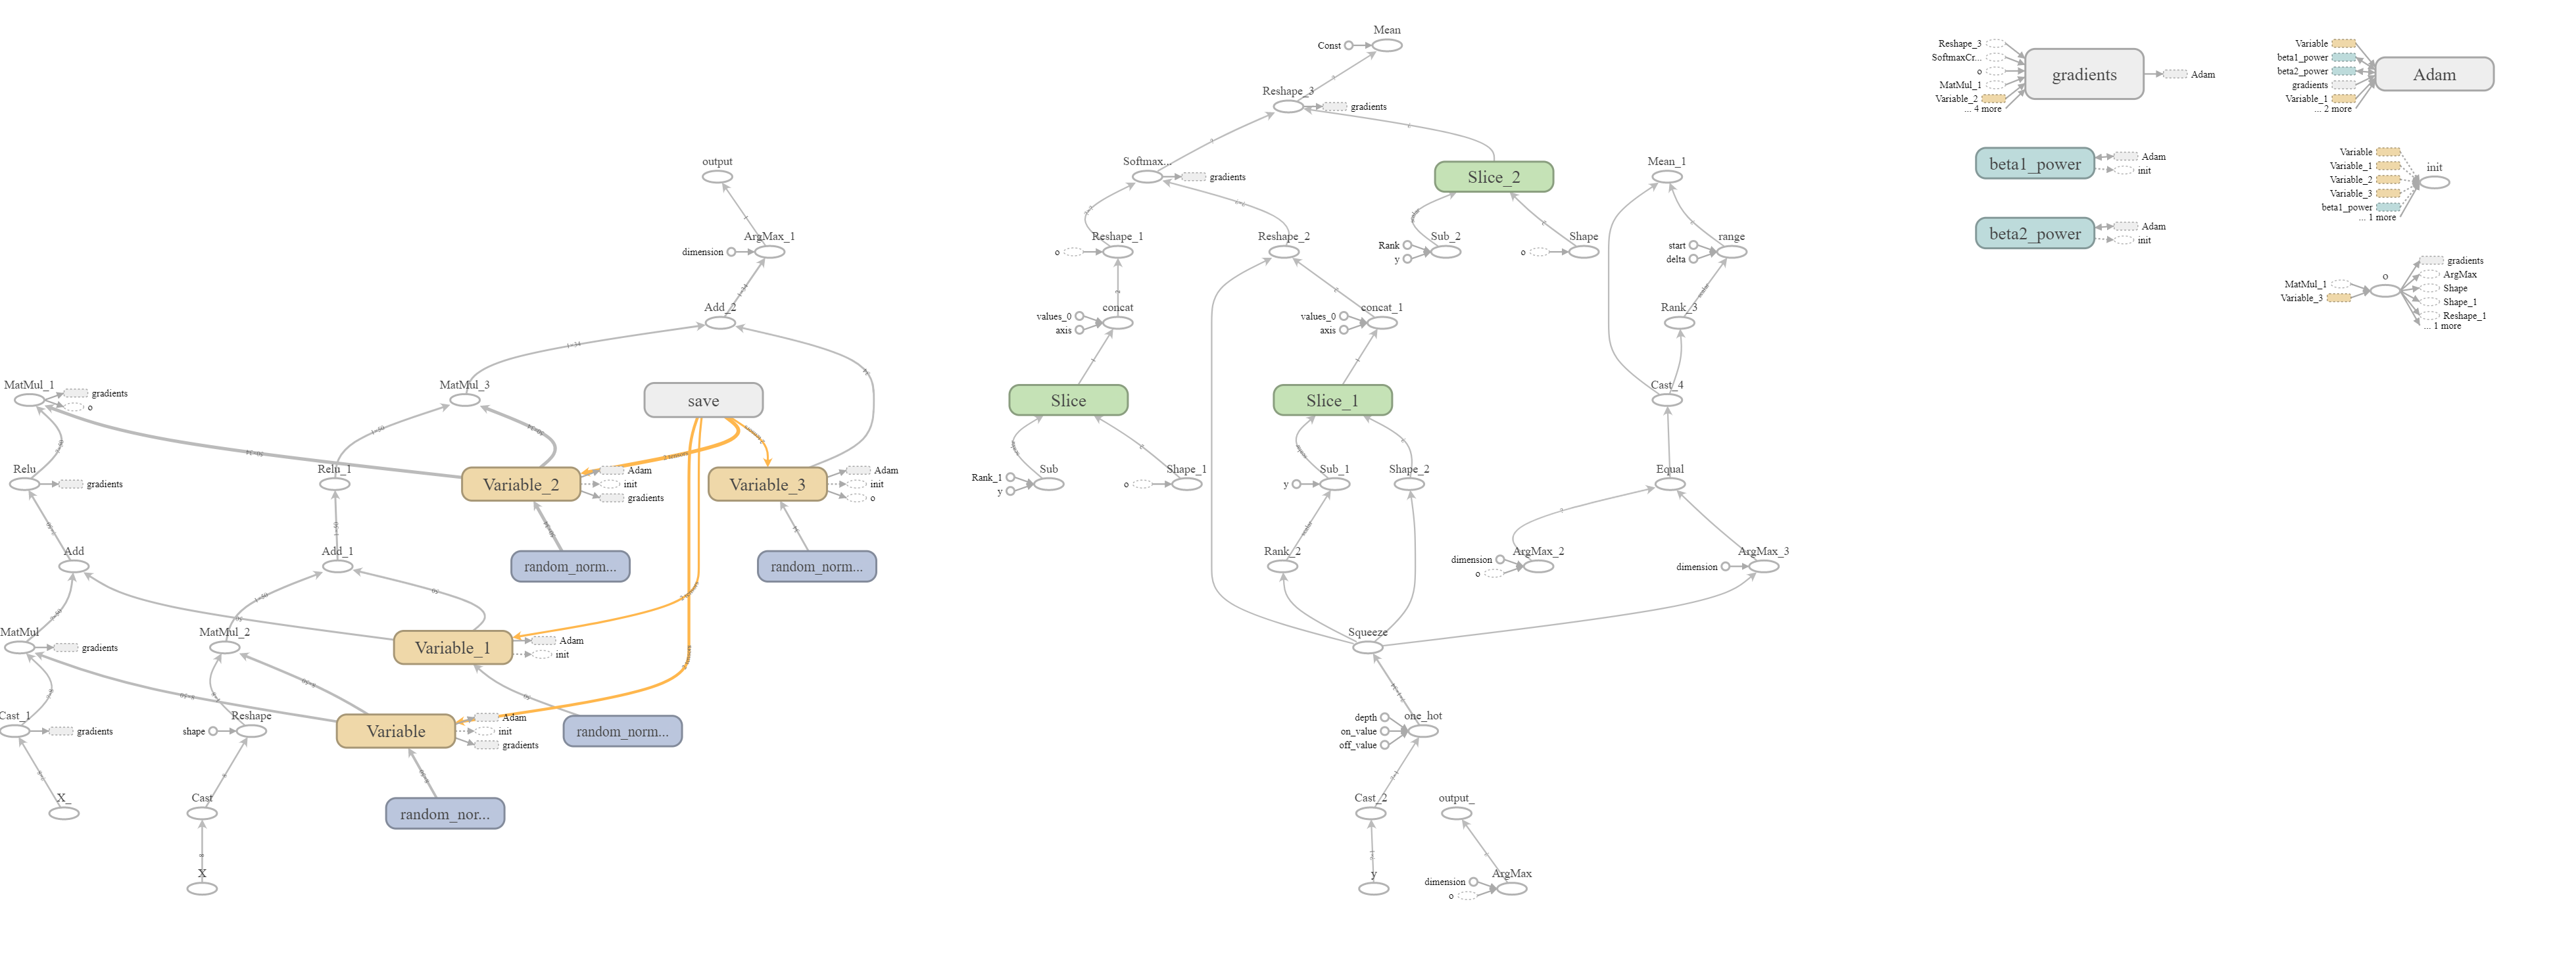 Mean
Const
Reshape_3
gradients
Softmax...
gradients
Slice_2
Mean_1
output
ArgMax_1
dimension
Reshape_1
o
Reshape_2
Rank
y
Sub_2
Shape
o
range
start
delta
Add_2
concat
values_0
axis
concat_1
values_0
axis
Rank_3
MatMul_1
gradients
o
MatMul_3
save
Slice
Slice_1
Cast_4
Relu
gradients
Relu_1
Variable_2
Adam
init
gradients
Variable_3
Adam
init
o
Rank_1
y
Sub
Shape_1
o
Sub_1
y
Shape_2
Equal
Add
Add_1
random_norm...
random_norm...
Rank_2
ArgMax_2
dimension
o
ArgMax_3
dimension
MatMul
gradients
MatMul_2
Variable_1
Adam
init
Squeeze
Cast_1
gradients
Reshape
shape
Variable
Adam
init
gradients
random_norm...
one_hot
depth
on_value
off_value
X_
Cast
random_nor...
Cast_2
output_
X
y
ArgMax
dimension
o
Reshape_3
SoftmaxCr...
o
MatMul_1
Variable_2
... 4 more
gradients
Adam
Variable
beta1_power
beta2_power
gradients
Variable_1
... 2 more
Adam
beta1_power
Adam
init
Variable
Variable_1
Variable_2
Variable_3
beta1_power
... 1 more
init
beta2_power
Adam
init
MatMul_1
Variable_3
o
gradients
ArgMax
Shape
Shape_1
Reshape_1
... 1 more